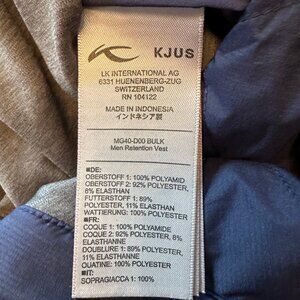 KJUS
LK INTERNATIONAL AG
6331 HUENENBERG-ZUG
SWITZERLAND
RN 104122
MADE IN INDONESIA
インドネシア製
MG40-D00 BULK
Men Retention Vest
■DE:
OBERSTOFF 1: 100% POLYAMID
OBERSTOFF 2: 92% POLYESTER,
8% ELASTHAN
FUTTERSTOFF 1: 89%
POLYESTER, 11% ELASTHAN
WATTIERUNG: 100% POLYESTER
■FR:
COQUE 1: 100% POLYAMIDE
COQUE 2: 92% POLYESTER, 8%
ELASTHANNE
DOUBLURE 1: 89% POLYESTER,
11% ELASTHANNE
OUATINE: 100% POLYESTER
■IT:
SOPRAGIACCA 1: 100%